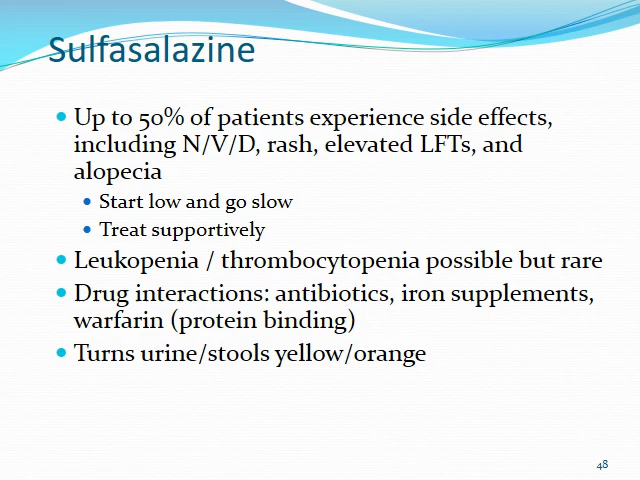 Sulfasalazine
Up to 50% of patients experience side effects,
including N/V/D, rash, elevated LFTs, and
alopecia
Start low and go slow
Treat supportively
Leukopenia / thrombocytopenia possible but rare
Drug interactions: antibiotics, iron supplements,
warfarin (protein binding)
Turns urine/stools yellow/orange
48